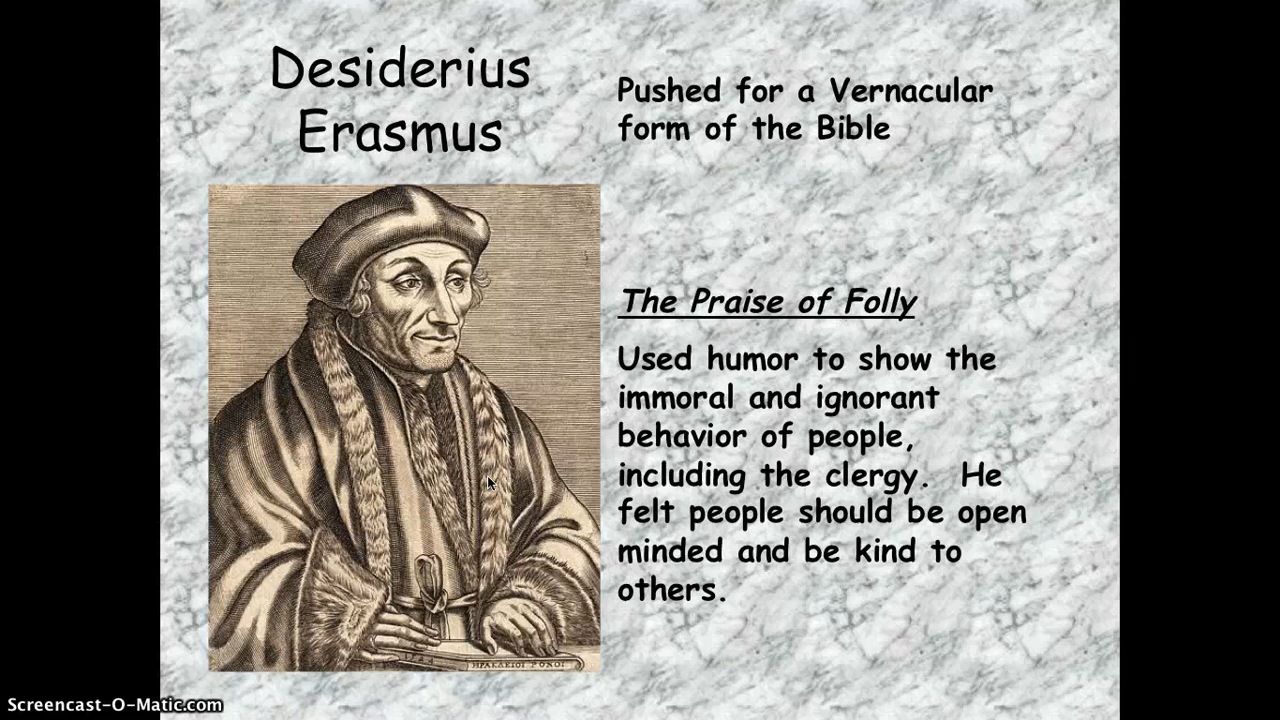 Desiderius
Erasmus
Pushed for a Vernacular
form of the Bible
The Praise of Folly
Used humor to show the
immoral and ignorant
behavior of people,
including the clergy. He
felt people should be open
minded and be kind to
others.
Screencast-O-Matic.com